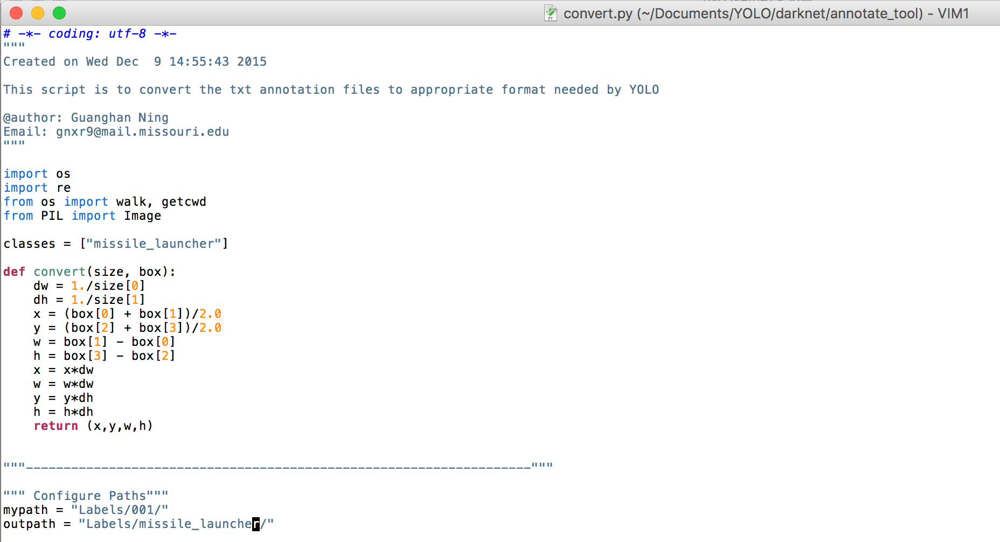 convert.py (~/Documents/YOLO/darknet/annotate_tool) - VIM1
# -*- coding: utf-8 -*-
"""
Created on Wed Dec  9 14:55:43 2015
This script is to convert the txt annotation files to appropriate format needed by YOLO
@author: Guanghan Ning
Email: gnxr9@mail.missouri.edu
"""
import os
import re
from os import walk, getcwd
from PIL import Image
classes = ["missile_launcher"]
def convert(size, box):
    dw = 1./size[0]
    dh = 1./size[1]
    x = (box[0] + box[1])/2.0
    y = (box[2] + box[3])/2.0
    w = box[1] - box[0]
    h = box[3] - box[2]
    x = x*dw
    w = w*dw
    y = y*dh
    h = h*dh
    return (x,y,w,h)
"""-------------------------------------------------------------------"""
""" Configure Paths"""
mypath = "Labels/001/"
outpath = "Labels/missile_launcher/"